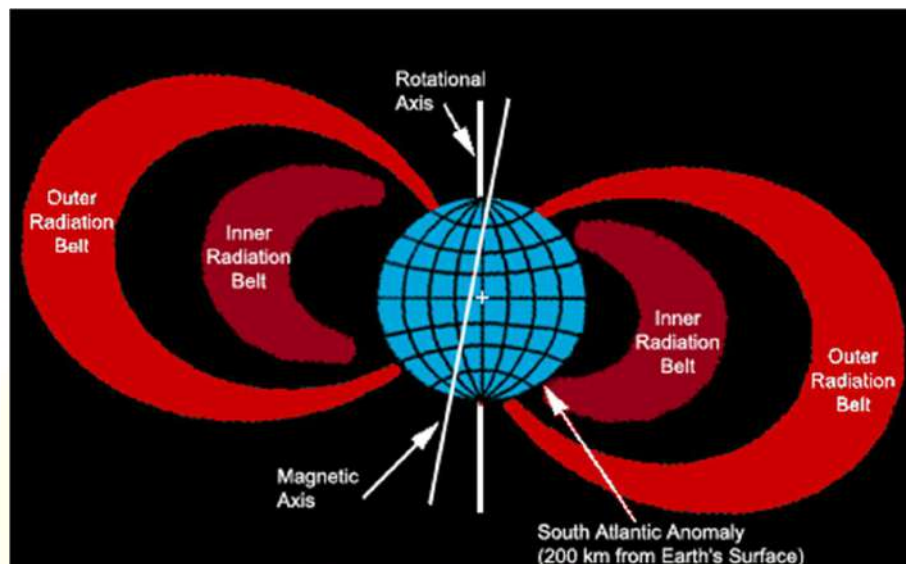 Rotational
Axis
Outer
Radiation
Belt
Inner
Radiation
Belt
Inner
Radiation
Belt
Outer
Radiation
Belt
Magnetic
Axis
South Atlantic Anomaly
(200 km from Earth's Surface)